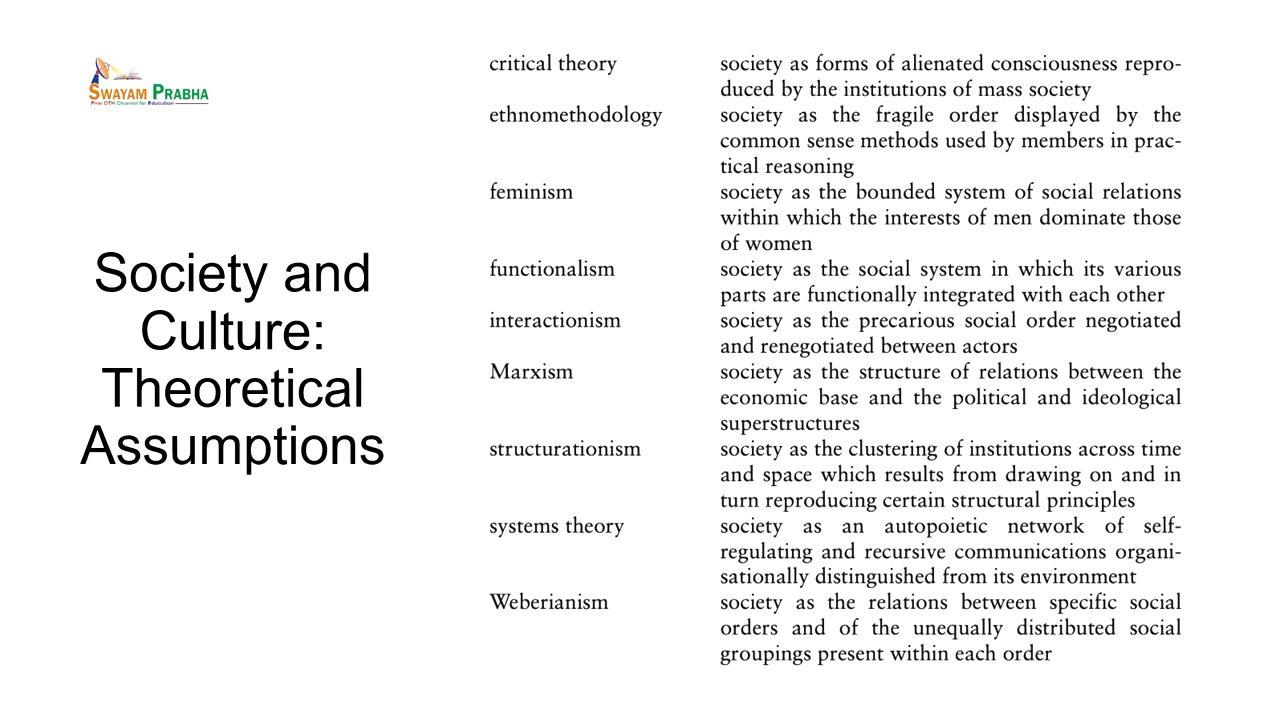 SWAYAM PRABHA
Free DTH Channel for Education
Society and
Culture:
Theoretical
Assumptions
critical theory
society as forms of alienated consciousness repro-
duced by the institutions of mass society
ethnomethodology
society as the fragile order displayed by the
common sense methods used by members in prac-
tical reasoning
feminism
society as the bounded system of social relations
within which the interests of men dominate those
of women
functionalism
society as the social system in which its various
parts are functionally integrated with each other
interactionism
society as the precarious social order negotiated
and renegotiated between actors
Marxism
society as the structure of relations between the
economic base and the political and ideological
superstructures
structurationism
society as the clustering of institutions across time
and space which results from drawing on and in
turn reproducing certain structural principles
systems theory
society as an autopoietic network of self-
regulating and recursive communications organi-
sationally distinguished from its environment
Weberianism
society as the relations between specific social
orders and of the unequally distributed social
groupings present within each order